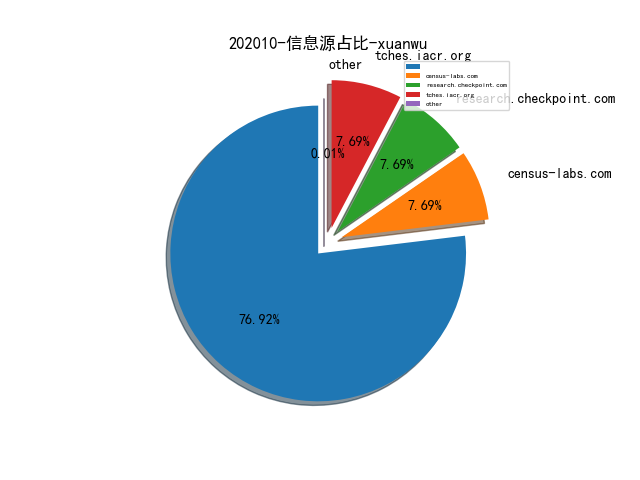 202010-信息源占比-xuanwu
tches.iacr.org
other
census-labs.com
research.checkpoint.com
tches.iacr.org
other
research.checkpoint.com
census-labs.com
0.01%
7.69%
7.69%
7.69%
76.92%